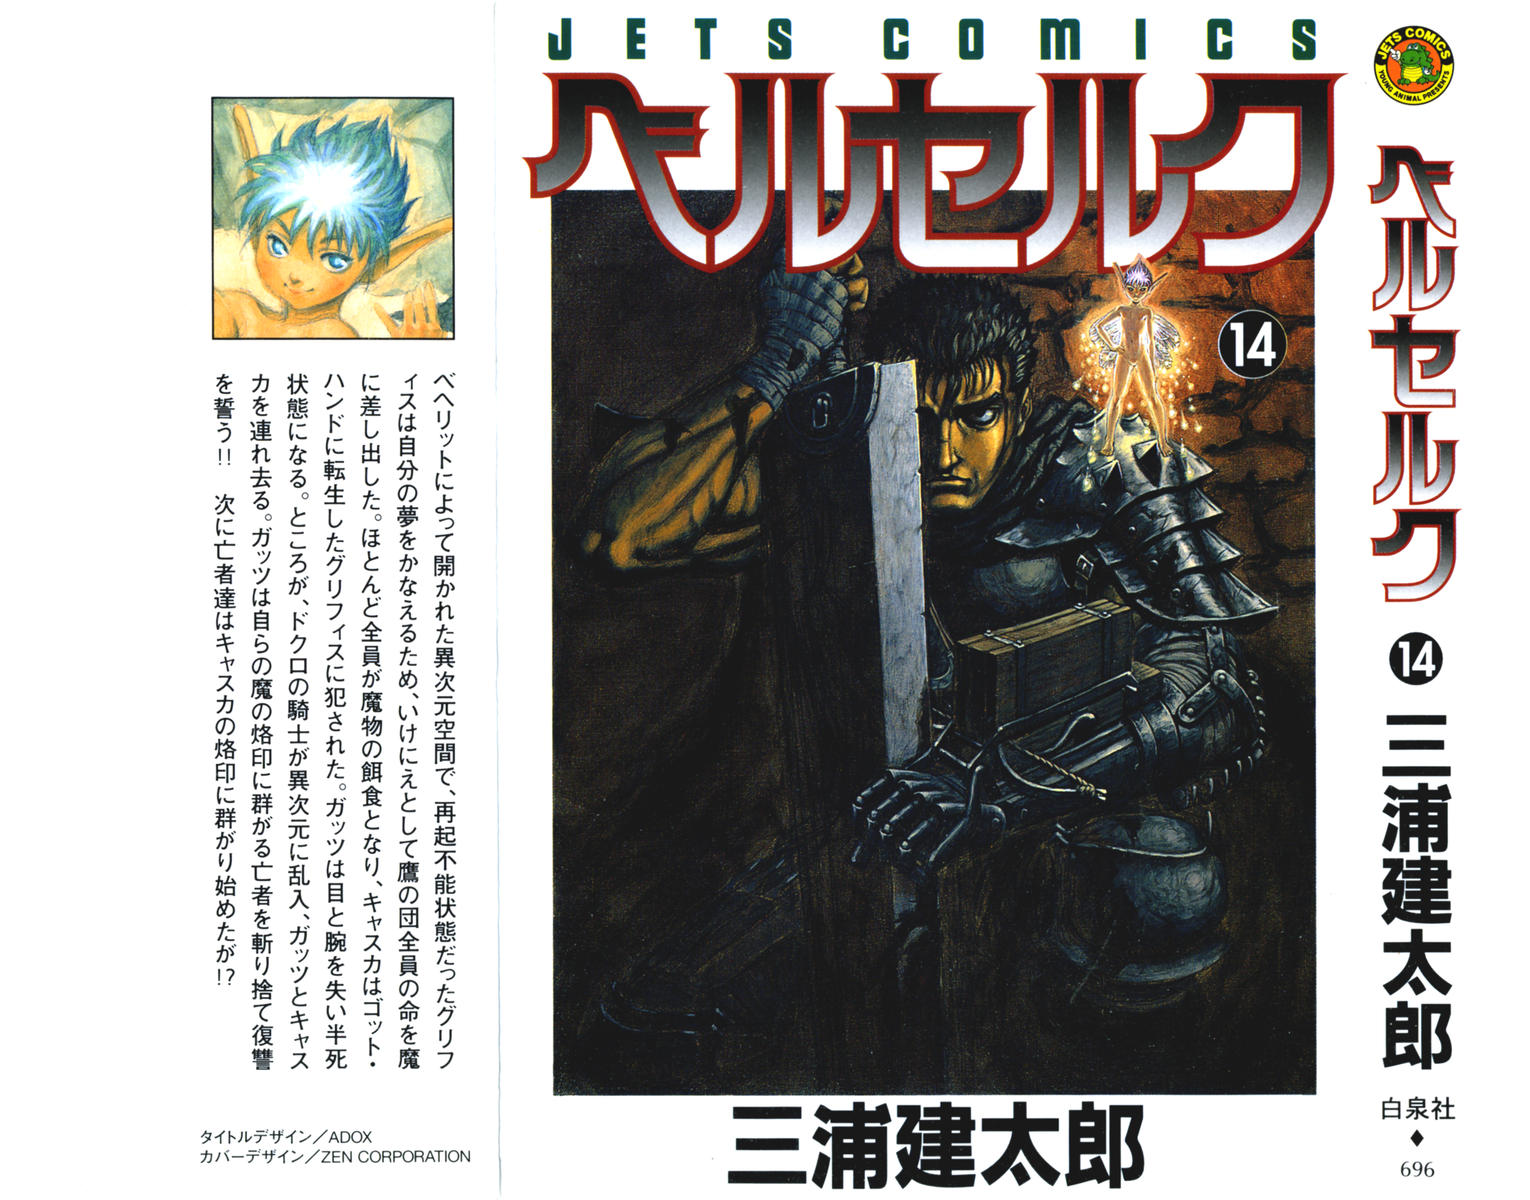 JETS COMICS
ベルセルク
14
三浦建太郎
JETS COMICS
YOUNG ANIMAL PRESENTS
ベルセルク
14
三浦建太郎
白泉社
◆
696
ベヘリットによって開かれた異次元空間で、再起不能状態だったグリフ
ィスは自分の夢をかなえるため、いけにえとして鷹の団全員の命を魔
に差し出した。ほとんど全員が魔物の餌食となり、キャスカはゴット・
ハンドに転生したグリフィスに犯された。ガッツは目と腕を失い半死
状態になる。ところが、ドクロの騎士が異次元に乱入、ガッツとキャス
カを連れ去る。ガッツは自らの魔の烙印に群がる亡者を斬り捨て復讐
を誓う!! 次に亡者達はキャスカの烙印に群がり始めたが!?
タイトルデザイン／ADOX
カバーデザイン／ZEN CORPORATION